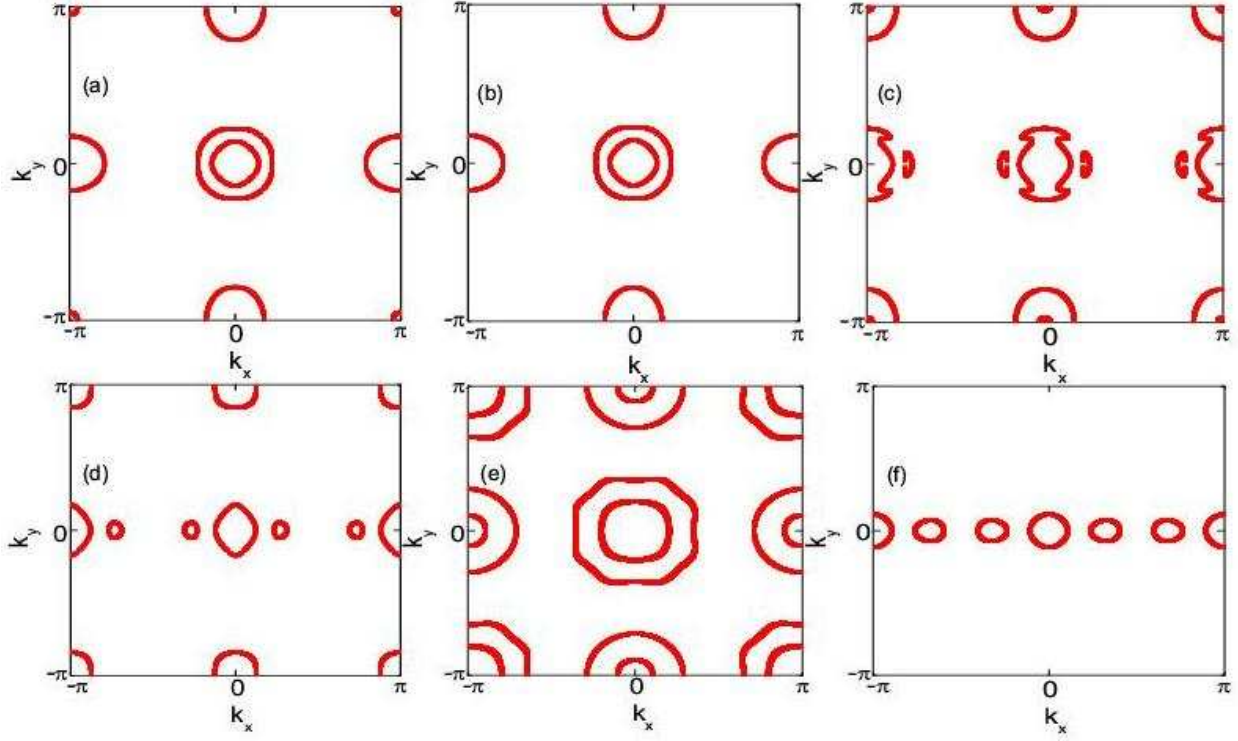 π π π
(a) (b) (c)
k_y 0 k_y 0 k_y 0
-π -π -π
-π 0 π -π 0 π -π 0 π
k_x k_x k_x
π π π
(d) (e) (f)
k_y 0 k_y 0 k_y 0
-π -π -π
-π 0 π -π 0 π -π 0 π
k_x k_x k_x